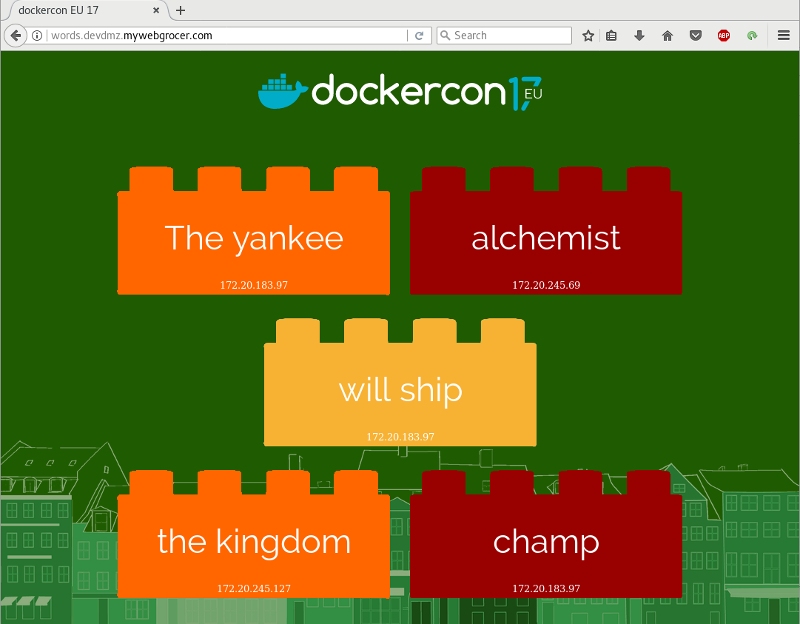 dockercon EU 17
words.devdmz.mywebgrocer.com
Search
ABP
dockercon 17 EU
The yankee
172.20.183.97
alchemist
172.20.245.69
will ship
172.20.183.97
the kingdom
172.20.245.127
champ
172.20.183.97